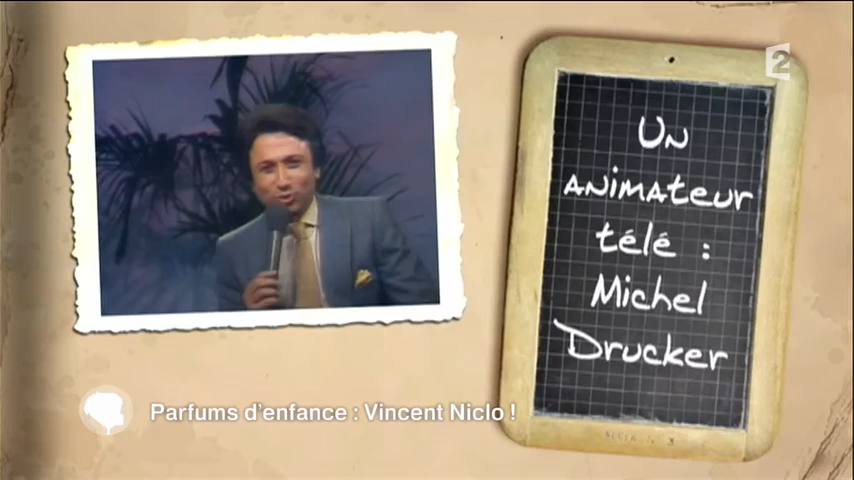 2
Un
animateur
télé :
Michel
Drucker
Parfums d'enfance : Vincent Niclo !